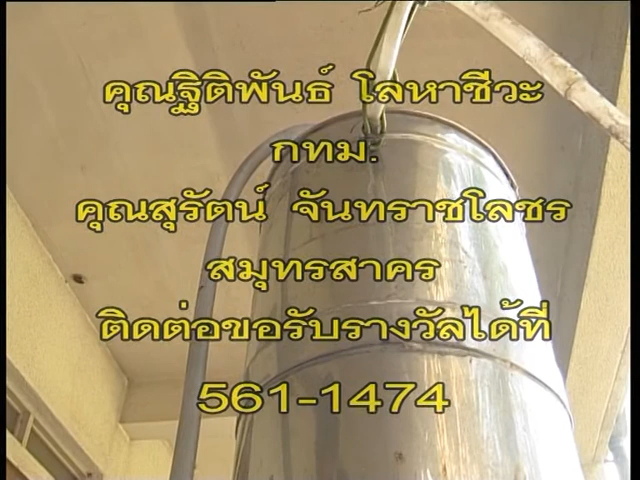 คุณฐิติพันธ์ โลหาชีวะ
กทม.
คุณสุรัตน์ จันทราชโลชร
สมุทรสาคร
ติดต่อขอรับรางวัลได้ที่
561-1474